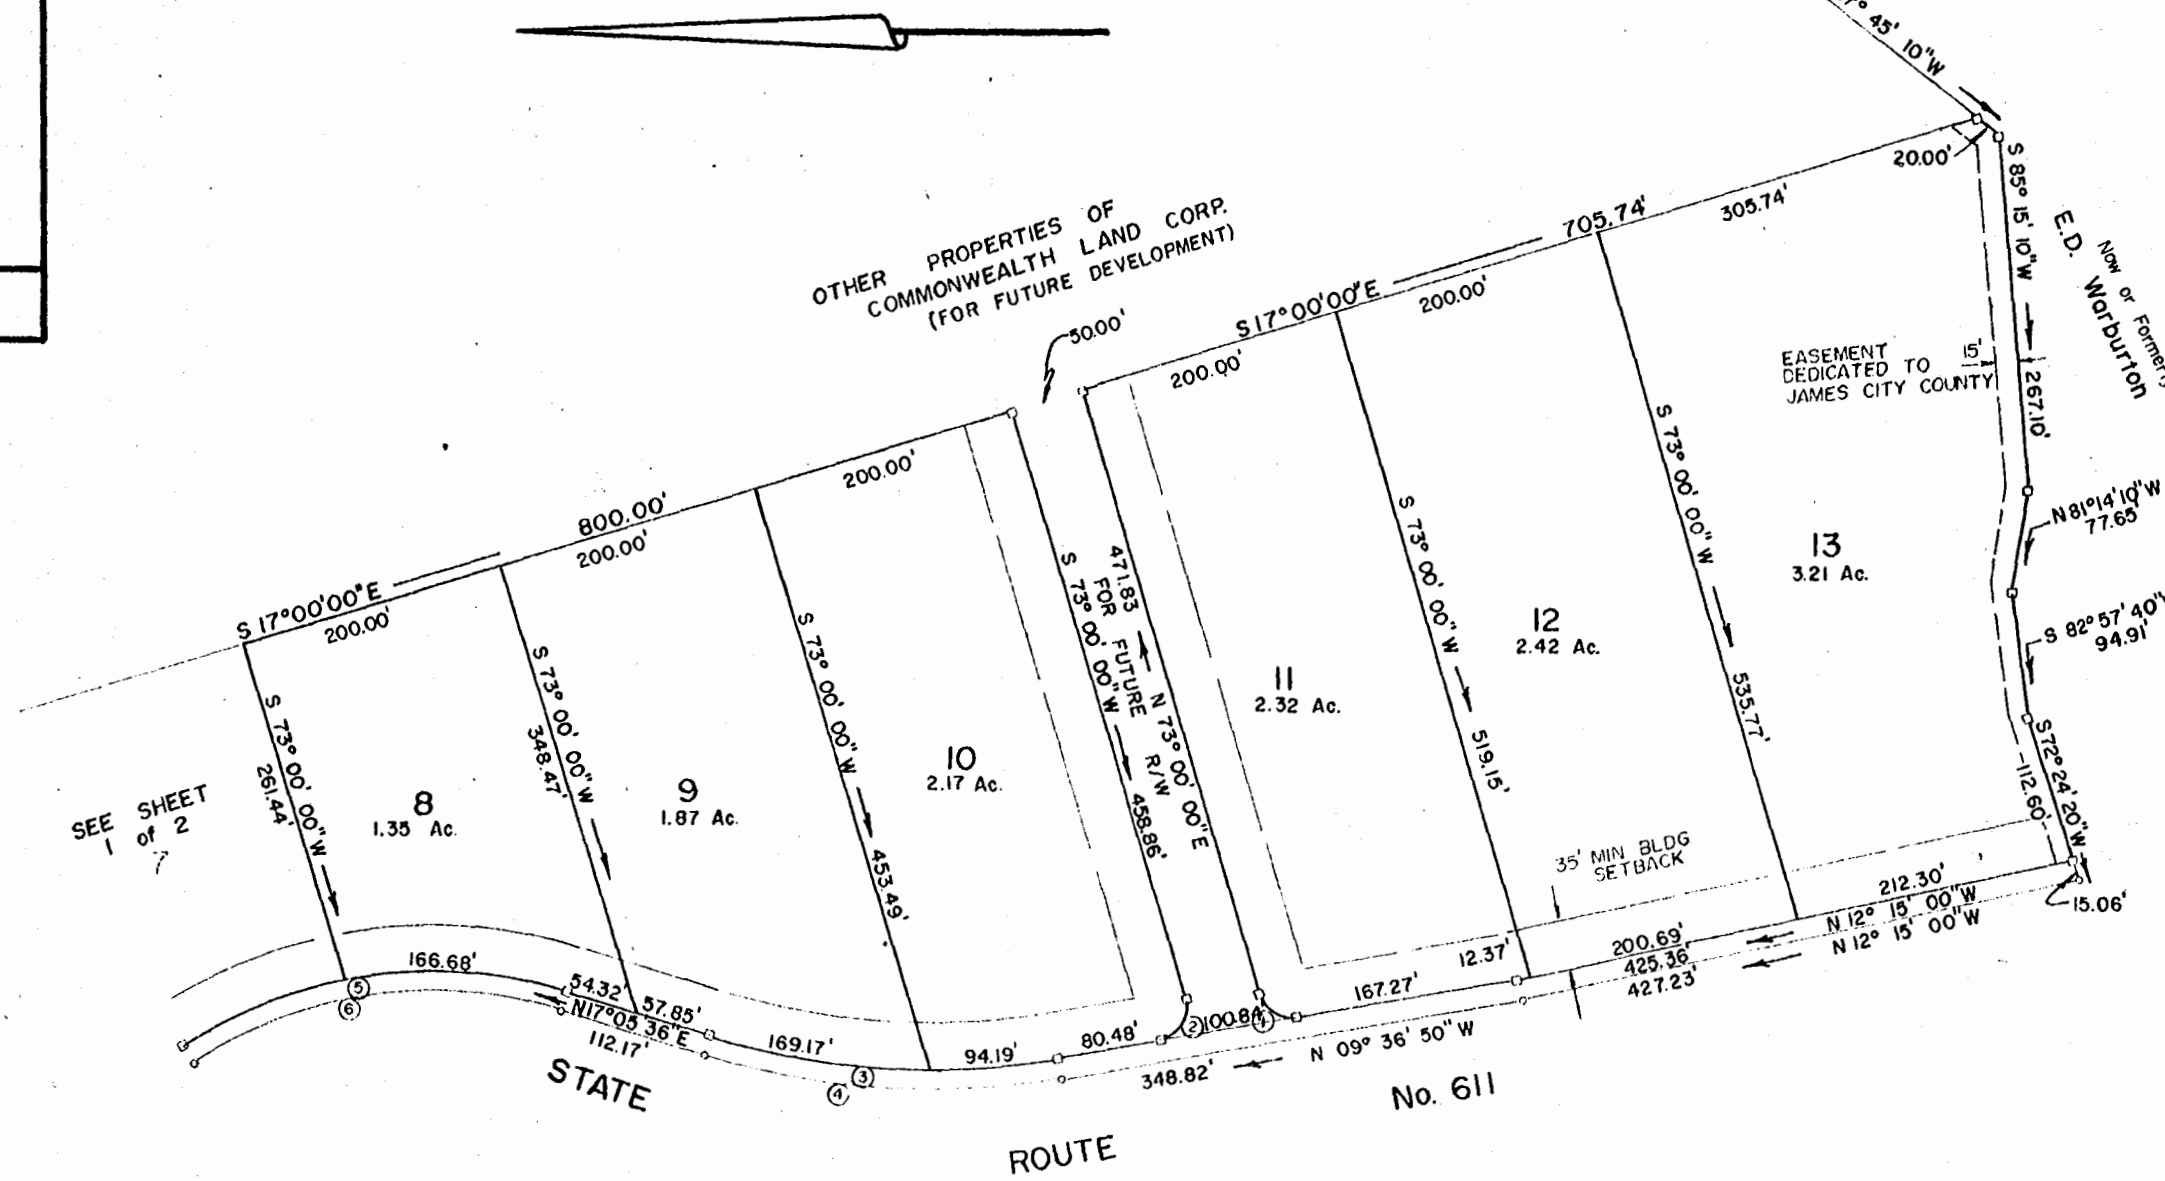 45' 10"W
20.00'
S 85° 15' 10"W
267.10'
E.D. Warburton
Now or
OTHER PROPERTIES OF
COMMONWEALTH LAND CORP.
(FOR FUTURE DEVELOPMENT)
50.00'
705.74'
305.74'
S 17°00'00"E
200.00'
200.00'
EASEMENT
DEDICATED TO
JAMES CITY COUNTY
15'
N 81°14'10"W
77.65'
S 82° 57' 40"
94.91'
S 72° 24' 20"W
112.60'
15.06'
800.00'
S 17°00'00"E
200.00'
200.00'
200.00'
S 73° 00' 00"W
261.44'
S 73° 00' 00"W
348.47'
S 73° 00' 00"W
453.49'
S 73° 00' 00"W
458.86'
471.83
N 73° 00' 00"E
FOR FUTURE R/W
S 73° 00' 00"W
519.15'
S 73° 00' 00"W
535.77'
SEE SHEET
1 of 2
8
1.35 Ac.
9
1.87 Ac.
10
2.17 Ac.
11
2.32 Ac.
12
2.42 Ac.
13
3.21 Ac.
35' MIN BLDG
SETBACK
166.68'
5
6
54.32'
57.85'
N17°05'36"E
112.17'
169.17'
3
4
94.19'
80.48'
2
100.84'
1
167.27'
12.37'
348.82'
N 09° 36' 50"W
200.69'
425.36'
427.23'
212.30'
N 12° 15' 00"W
N 12° 15' 00"W
STATE
ROUTE
No. 611